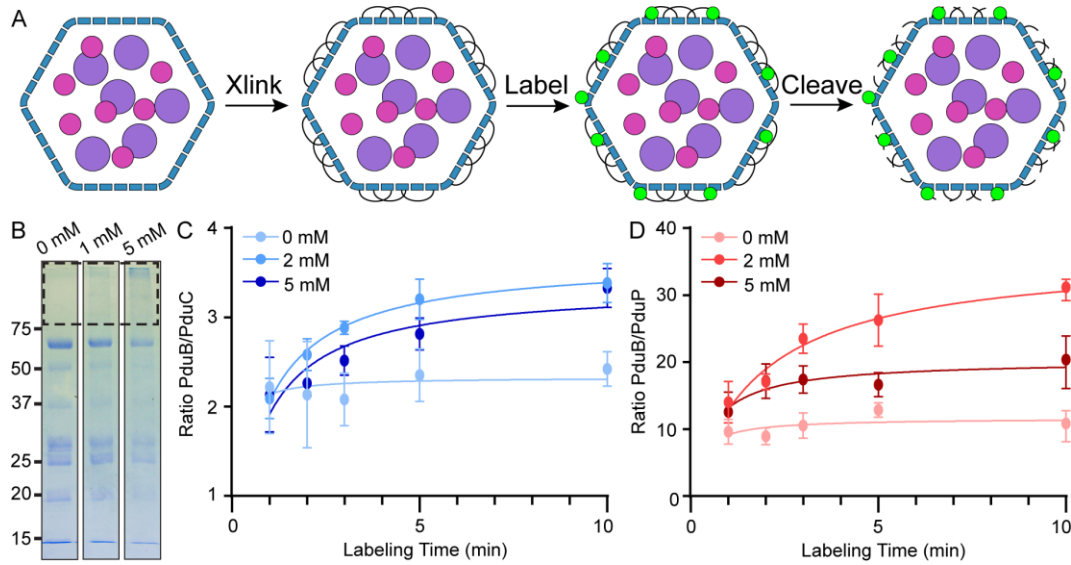 A
Xlink
Label
Cleave
B
0 mM
1 mM
5 mM
75
50
37
25
20
15
C
0 mM
2 mM
5 mM
Ratio PduB/PduC
4
3
2
1
0
5
10
Labeling Time (min)
D
0 mM
2 mM
5 mM
Ratio PduB/PduP
40
30
20
10
0
0
5
10
Labeling Time (min)